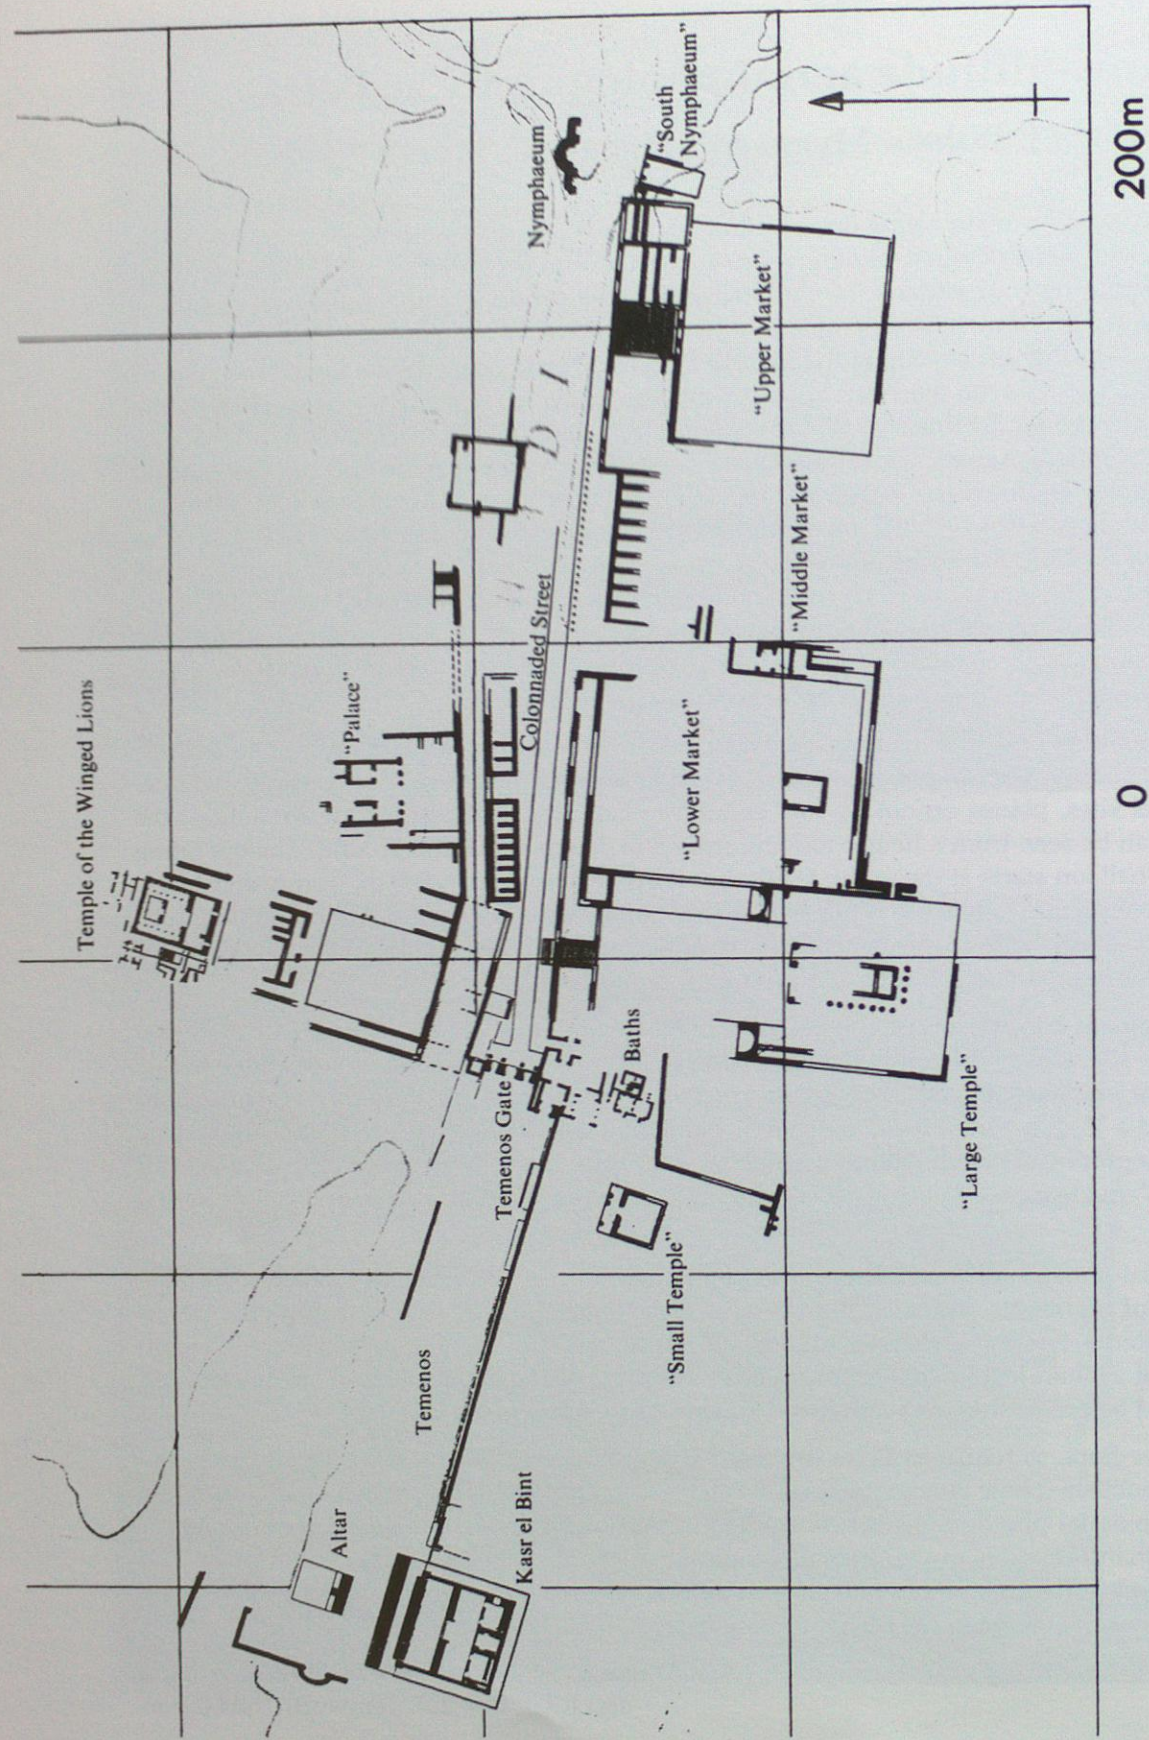 Temple of the Winged Lions
"Palace"
Nymphaeum
"South
Nymphaeum"
Colonnaded Street
"Upper Market"
"Middle Market"
"Lower Market"
Altar
Temenos
Temenos Gate
Baths
Kasr el Bint
"Small Temple"
"Large Temple"
D I
0
200m